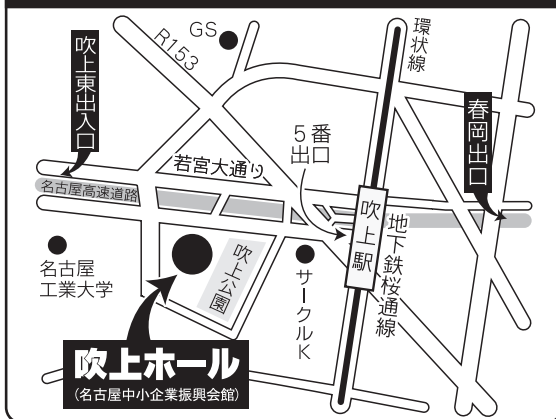 GS
R153
環状線
吹上東出入口
5番
出口
春岡出口
若宮大通り
名古屋高速道路
吹上駅
地下鉄桜通線
名古屋
工業大学
吹上公園
サークルK
吹上ホール
(名古屋中小企業振興会館)